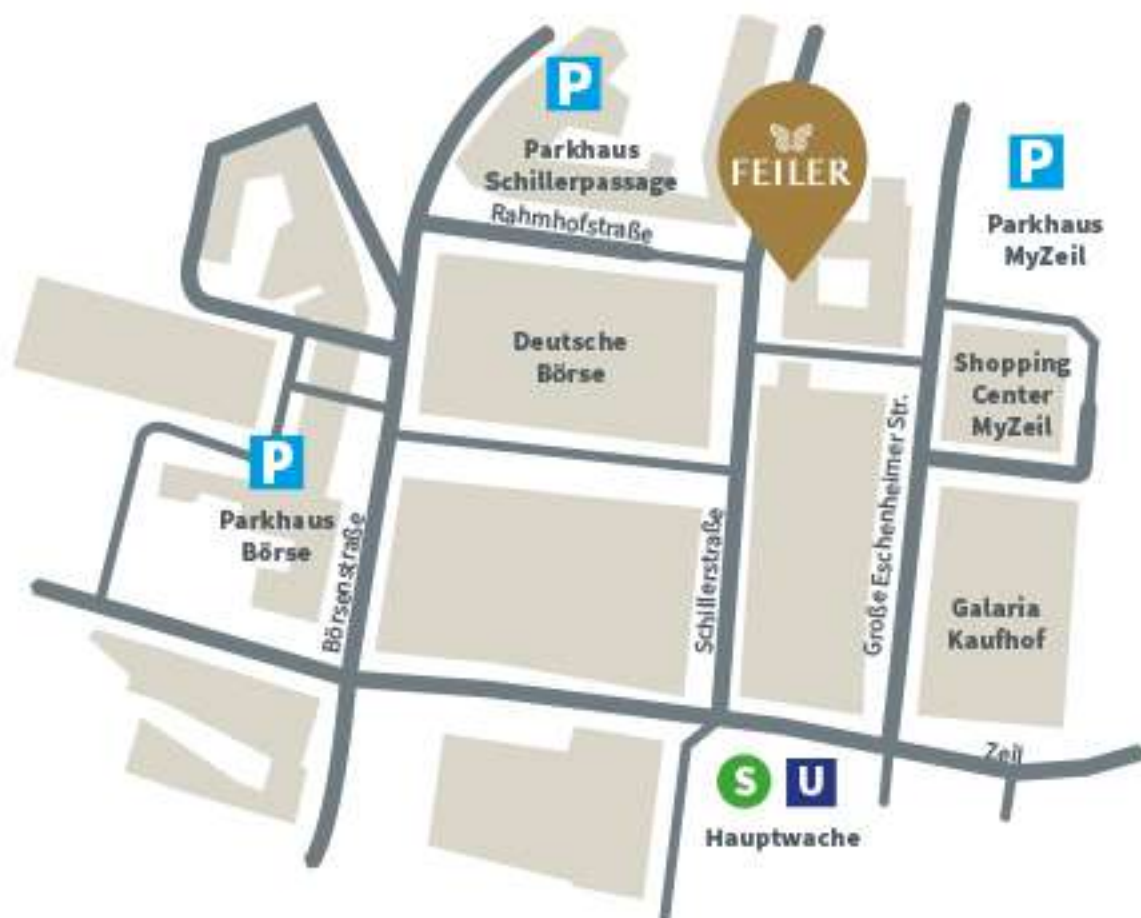 P
Parkhaus
Schillerpassage
FEILER
P
Parkhaus
MyZeil
Rahmhofstraße
Deutsche
Börse
Shopping
Center
MyZeil
P
Parkhaus
Börse
Börsenstraße
Schillerstraße
Große Eschenheimer Str.
Galaria
Kaufhof
Zeil
S U
Hauptwache